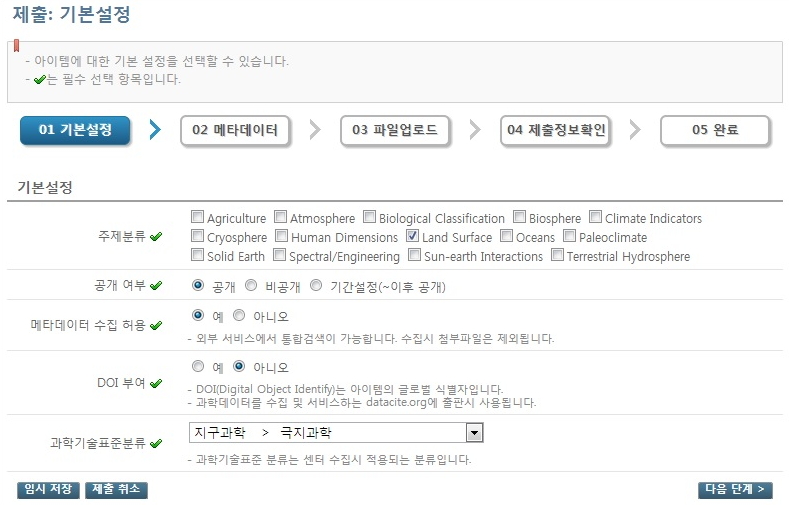 제출: 기본설정
- 아이템에 대한 기본 설정을 선택할 수 있습니다.
- 는 필수 선택 항목입니다.
01 기본설정 02 메타데이터 03 파일업로드 04 제출정보확인 05 완료
기본설정
주제분류
Agriculture Atmosphere Biological Classification Biosphere Climate Indicators
Cryosphere Human Dimensions Land Surface Oceans Paleoclimate
Solid Earth Spectral/Engineering Sun-earth Interactions Terrestrial Hydrosphere
공개 여부 공개 비공개 기간설정(~이후 공개)
메타데이터 수집 허용 예 아니오
- 외부 서비스에서 통합검색이 가능합니다. 수집시 첨부파일은 제외됩니다.
DOI 부여 예 아니오
- DOI(Digital Object Identify)는 아이템의 글로벌 식별자입니다.
- 과학데이터를 수집 및 서비스하는 datacite.org에 출판시 사용됩니다.
과학기술표준분류 지구과학 > 극지과학
- 과학기술표준 분류는 센터 수집시 적용되는 분류입니다.
임시 저장 제출 취소 다음 단계 >